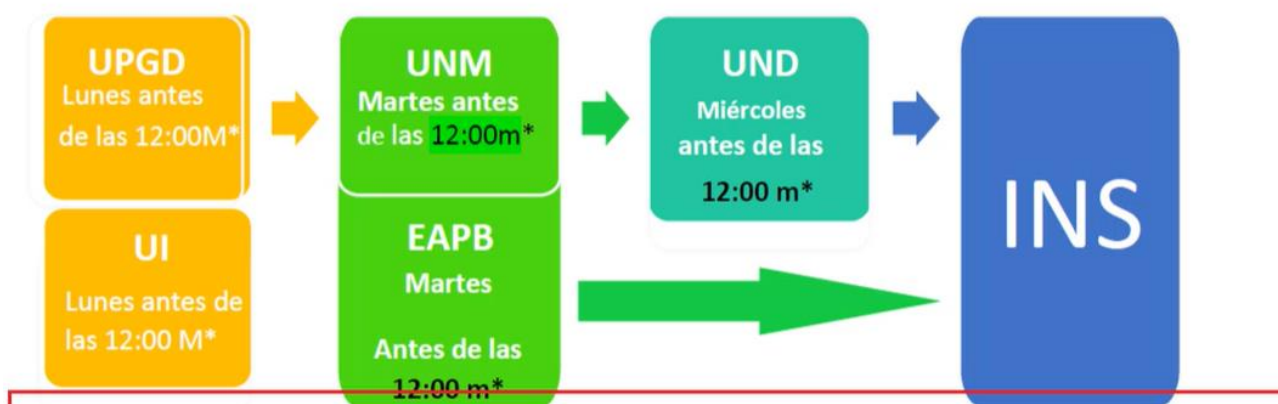 UPGD
Lunes antes
de las 12:00M*
UI
Lunes antes de
las 12:00 M*
UNM
Martes antes
de las 12:00m*
EAPB
Martes
Antes de las
12:00 m*
UND
Miércoles
antes de las
12:00 m*
INS